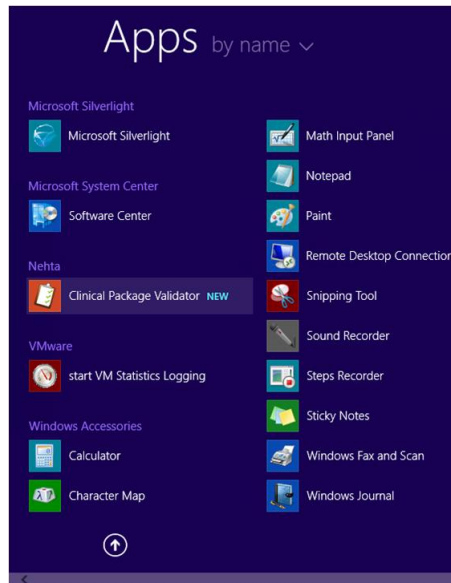 Apps by name
Microsoft Silverlight
Microsoft Silverlight
Microsoft System Center
Software Center
Nehta
Clinical Package Validator NEW
VMware
start VM Statistics Logging
Windows Accessories
Calculator
Character Map
Math Input Panel
Notepad
Paint
Remote Desktop Connection
Snipping Tool
Sound Recorder
Steps Recorder
Sticky Notes
Windows Fax and Scan
Windows Journal